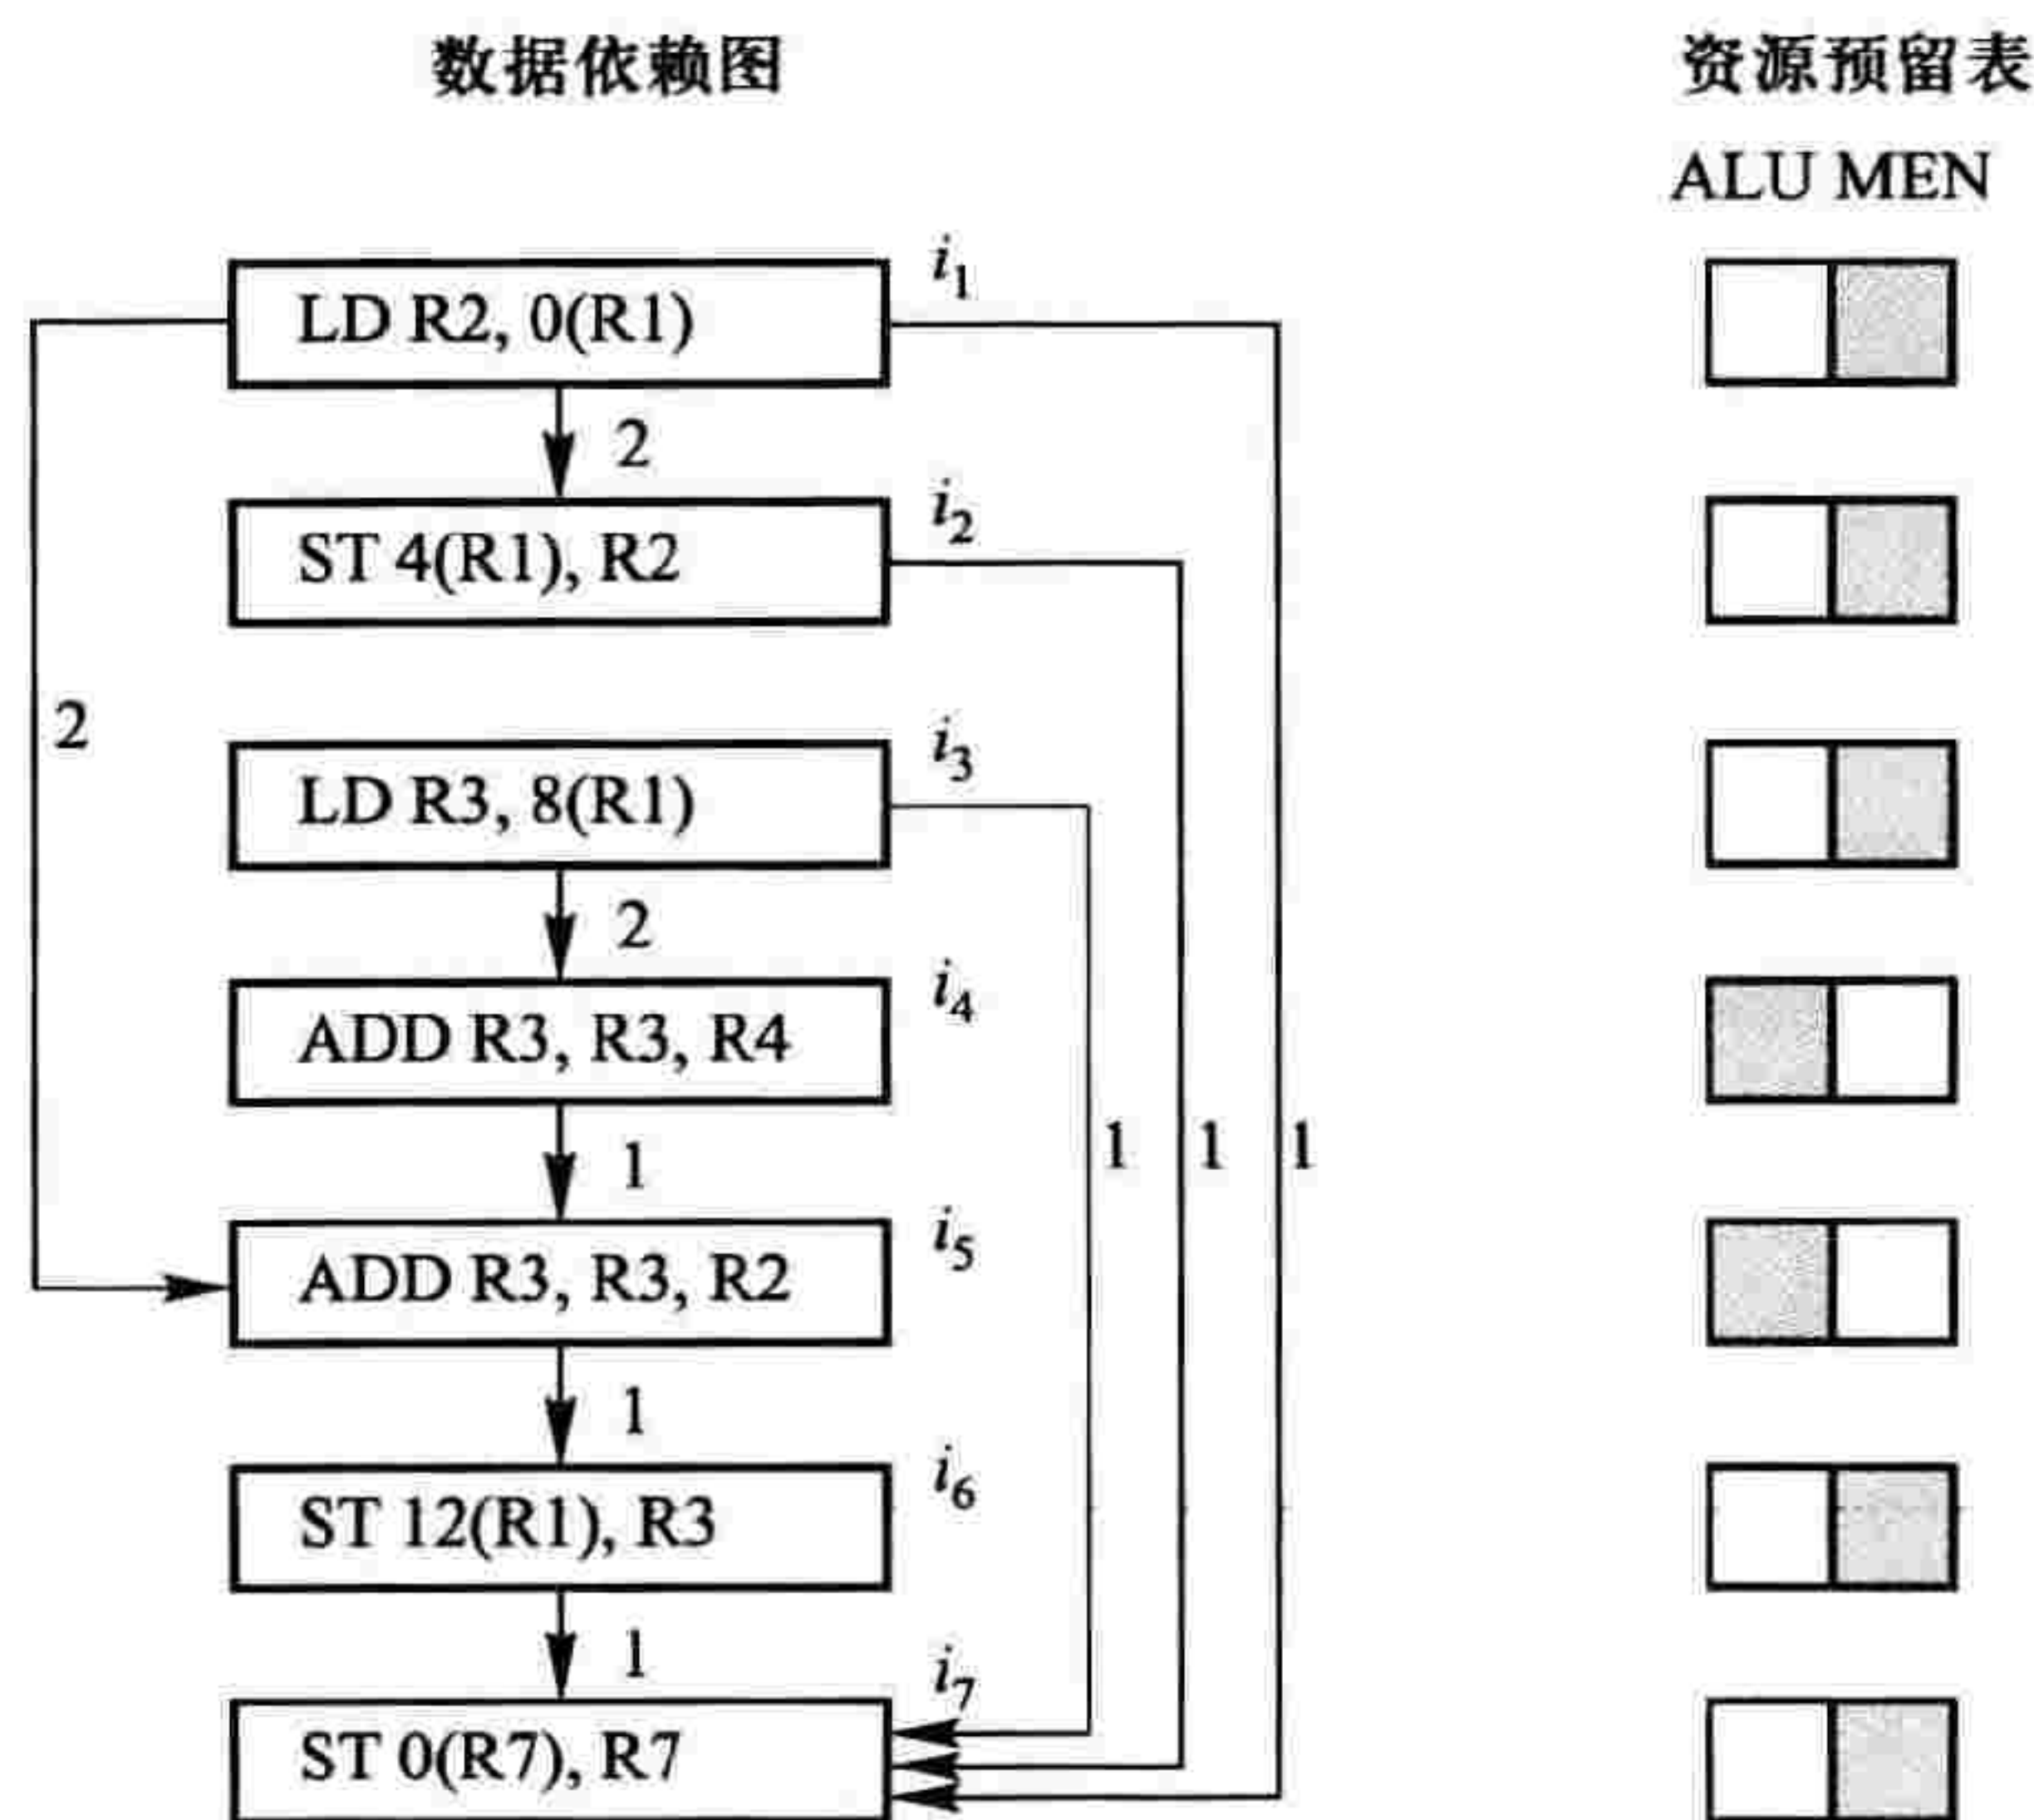 数据依赖图
资源预留表
ALU MEN
i1
LD R2, 0(R1)
2
i2
ST 4(R1), R2
2
i3
LD R3, 8(R1)
2
i4
ADD R3, R3, R4
1
1
1
1
i5
ADD R3, R3, R2
1
i6
ST 12(R1), R3
1
i7
ST 0(R7), R7